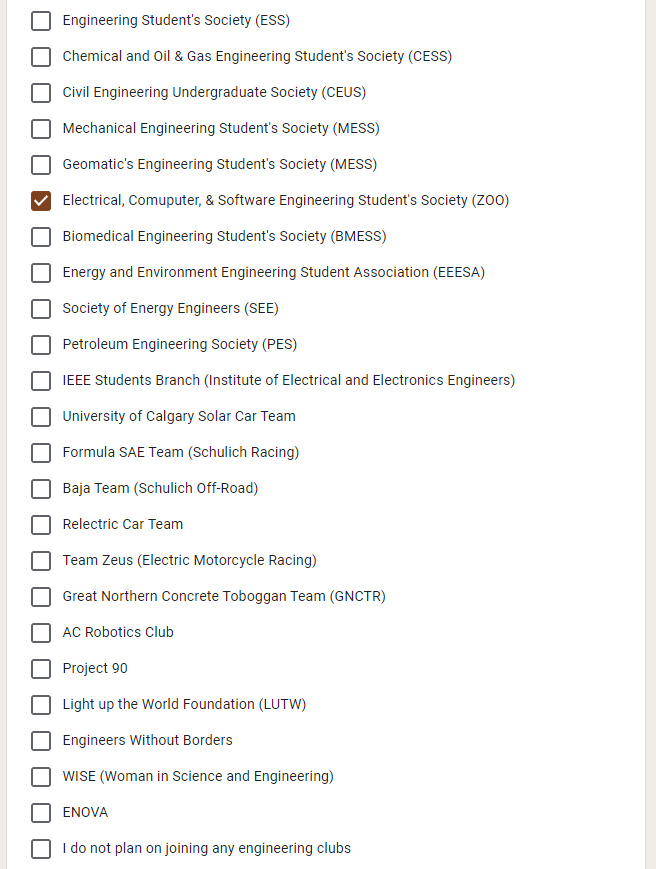 Engineering Student's Society (ESS)
Chemical and Oil & Gas Engineering Student's Society (CESS)
Civil Engineering Undergraduate Society (CEUS)
Mechanical Engineering Student's Society (MESS)
Geomatic's Engineering Student's Society (MESS)
Electrical, Comuputer, & Software Engineering Student's Society (ZOO)
Biomedical Engineering Student's Society (BMESS)
Energy and Environment Engineering Student Association (EEESA)
Society of Energy Engineers (SEE)
Petroleum Engineering Society (PES)
IEEE Students Branch (Institute of Electrical and Electronics Engineers)
University of Calgary Solar Car Team
Formula SAE Team (Schulich Racing)
Baja Team (Schulich Off-Road)
Relectric Car Team
Team Zeus (Electric Motorcycle Racing)
Great Northern Concrete Toboggan Team (GNCTR)
AC Robotics Club
Project 90
Light up the World Foundation (LUTW)
Engineers Without Borders
WISE (Woman in Science and Engineering)
ENOVA
I do not plan on joining any engineering clubs